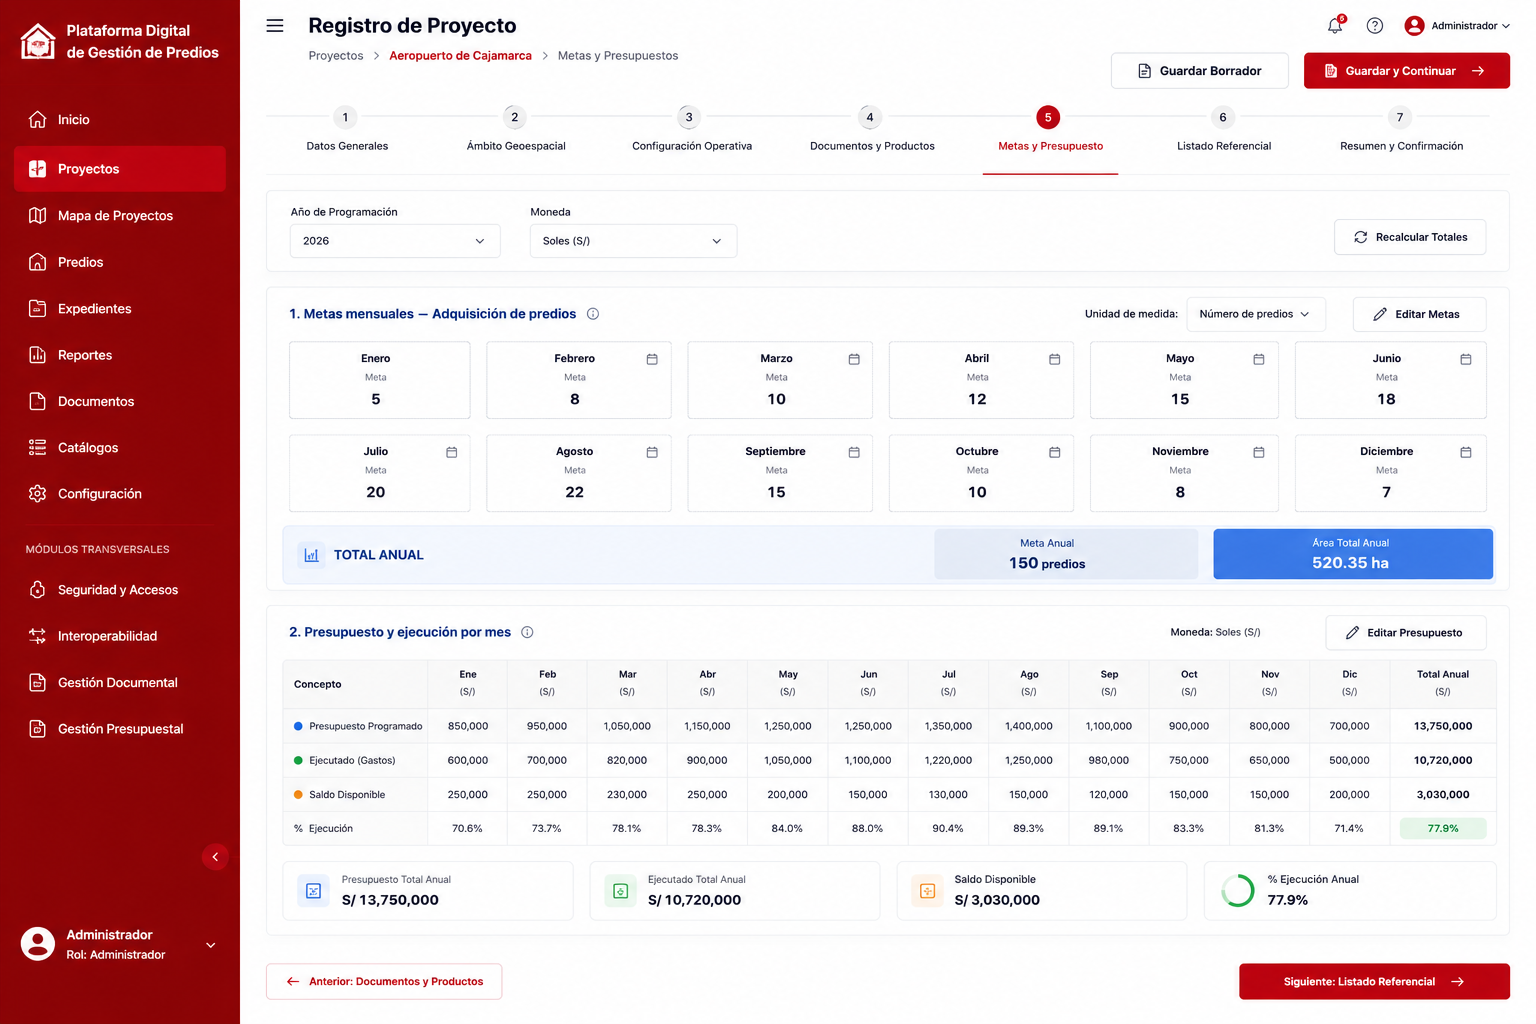 Plataforma Digital
de Gestión de Predios
Inicio
Proyectos
Mapa de Proyectos
Predios
Expedientes
Reportes
Documentos
Catálogos
Configuración
MÓDULOS TRANSVERSALES
Seguridad y Accesos
Interoperabilidad
Gestión Documental
Gestión Presupuestal
Administrador
Rol: Administrador
Registro de Proyecto
Proyectos > Aeropuerto de Cajamarca > Metas y Presupuestos
Administrador
Guardar Borrador
Guardar y Continuar
1 2 3 4 5 6 7
Datos Generales Ámbito Geoespacial Configuración Operativa Documentos y Productos Metas y Presupuesto Listado Referencial Resumen y Confirmación
Año de Programación Moneda
2026 Soles (S/) Recalcular Totales
1. Metas mensuales — Adquisición de predios Unidad de medida: Número de predios Editar Metas
Enero Febrero Marzo Abril Mayo Junio
Meta Meta Meta Meta Meta Meta
5 8 10 12 15 18
Julio Agosto Septiembre Octubre Noviembre Diciembre
Meta Meta Meta Meta Meta Meta
20 22 15 10 8 7
TOTAL ANUAL
Meta Anual
150 predios
Área Total Anual
520.35 ha
2. Presupuesto y ejecución por mes Moneda: Soles (S/) Editar Presupuesto
Concepto Ene Feb Mar Abr May Jun Jul Ago Sep Oct Nov Dic Total Anual
(S/) (S/) (S/) (S/) (S/) (S/) (S/) (S/) (S/) (S/) (S/) (S/) (S/)
Presupuesto Programado 850,000 950,000 1,050,000 1,150,000 1,250,000 1,250,000 1,350,000 1,400,000 1,100,000 900,000 800,000 700,000 13,750,000
Ejecutado (Gastos) 600,000 700,000 820,000 900,000 1,050,000 1,100,000 1,220,000 1,250,000 980,000 750,000 650,000 500,000 10,720,000
Saldo Disponible 250,000 250,000 230,000 250,000 200,000 150,000 130,000 150,000 120,000 150,000 150,000 200,000 3,030,000
% Ejecución 70.6% 73.7% 78.1% 78.3% 84.0% 88.0% 90.4% 89.3% 89.1% 83.3% 81.3% 71.4% 77.9%
Presupuesto Total Anual
S/ 13,750,000
Ejecutado Total Anual
S/ 10,720,000
Saldo Disponible
S/ 3,030,000
% Ejecución Anual
77.9%
Anterior: Documentos y Productos
Siguiente: Listado Referencial